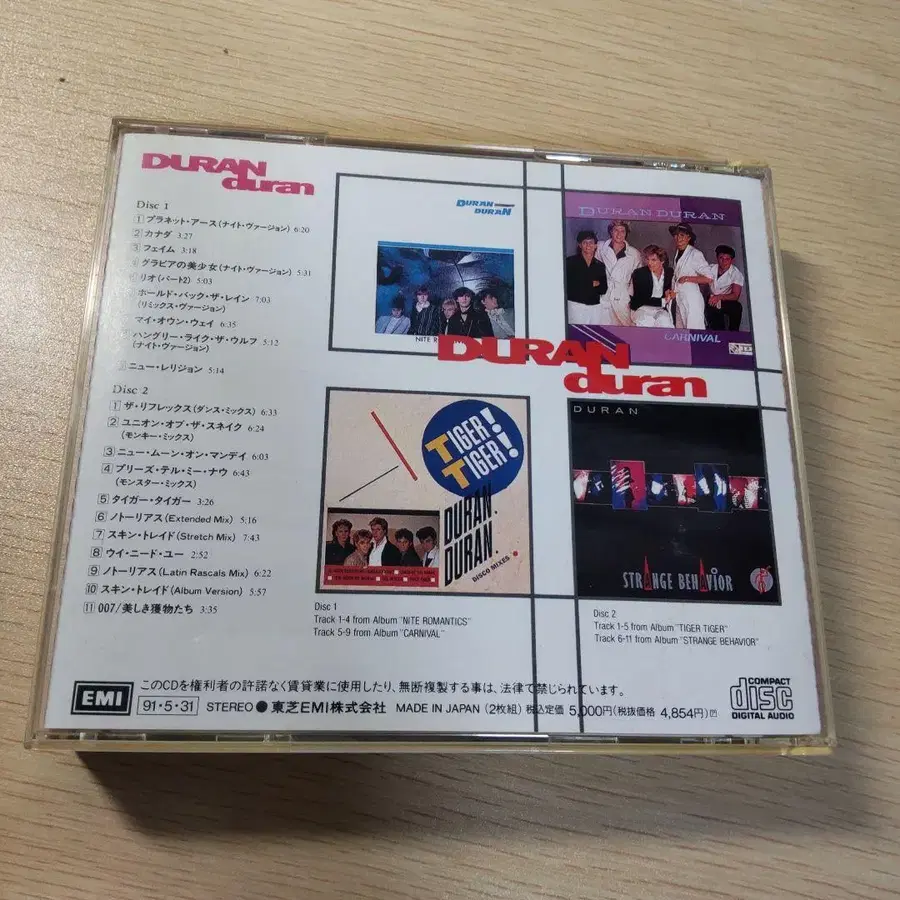 DURAN
duran
Disc 1
1 プラネット・アース(ナイト・ヴァージョン) 6:20
2 カナダ 3:27
3 フェイム 3:18
4 グラビアの美少女(ナイト・ヴァージョン) 5:31
リオ(パート2) 5:03
ホールド・バック・ザ・レイン 7:03
(リミックス・ヴァージョン)
マイ・オウン・ウェイ 6:35
ハングリー・ライク・ザ・ウルフ 5:12
(ナイト・ヴァージョン)
ニュー・レリジョン 5:14
Disc 2
1 ザ・リフレックス(ダンス・ミックス) 6:33
2 ユニオン・オブ・ザ・スネイク 6:24
(モンキー・ミックス)
3 ニュー・ムーン・オン・マンデイ 6:03
4 プリーズ・テル・ミー・ナウ 6:43
(モンスター・ミックス)
5 タイガー・タイガー 3:26
6 ノトーリアス(Extended Mix) 5:16
7 スキン・トレイド(Stretch Mix) 7:43
8 ウイ・ニード・ユー 2:52
9 ノトーリアス(Latin Rascals Mix) 6:22
10 スキン・トレイド(Album Version) 5:57
11 007/美しき獲物たち 3:35
DURAN
DURAN
NITE
DURAN DURAN
CARNIVAL
DURAN
duran
TIGER!
TIGER!
DURAN.
DURAN.
DISCO MIXES
DURAN
STRANGE BEHAVIOR
Disc 1
Track 1-4 from Album "NITE ROMANTICS"
Track 5-9 from Album "CARNIVAL"
Disc 2
Track 1-5 from Album "TIGER TIGER"
Track 6-11 from Album "STRANGE BEHAVIOR"
EMI
このCDを権利者の許諾なく賃貸業に使用したり、無断複製する事は、法律で禁じられています。
91・5・31 STEREO ● 東芝EMI株式会社 MADE IN JAPAN (2枚組) 税込定価 5,000円(税抜価格 4,854円)
COMPACT
disc
DIGITAL AUDIO